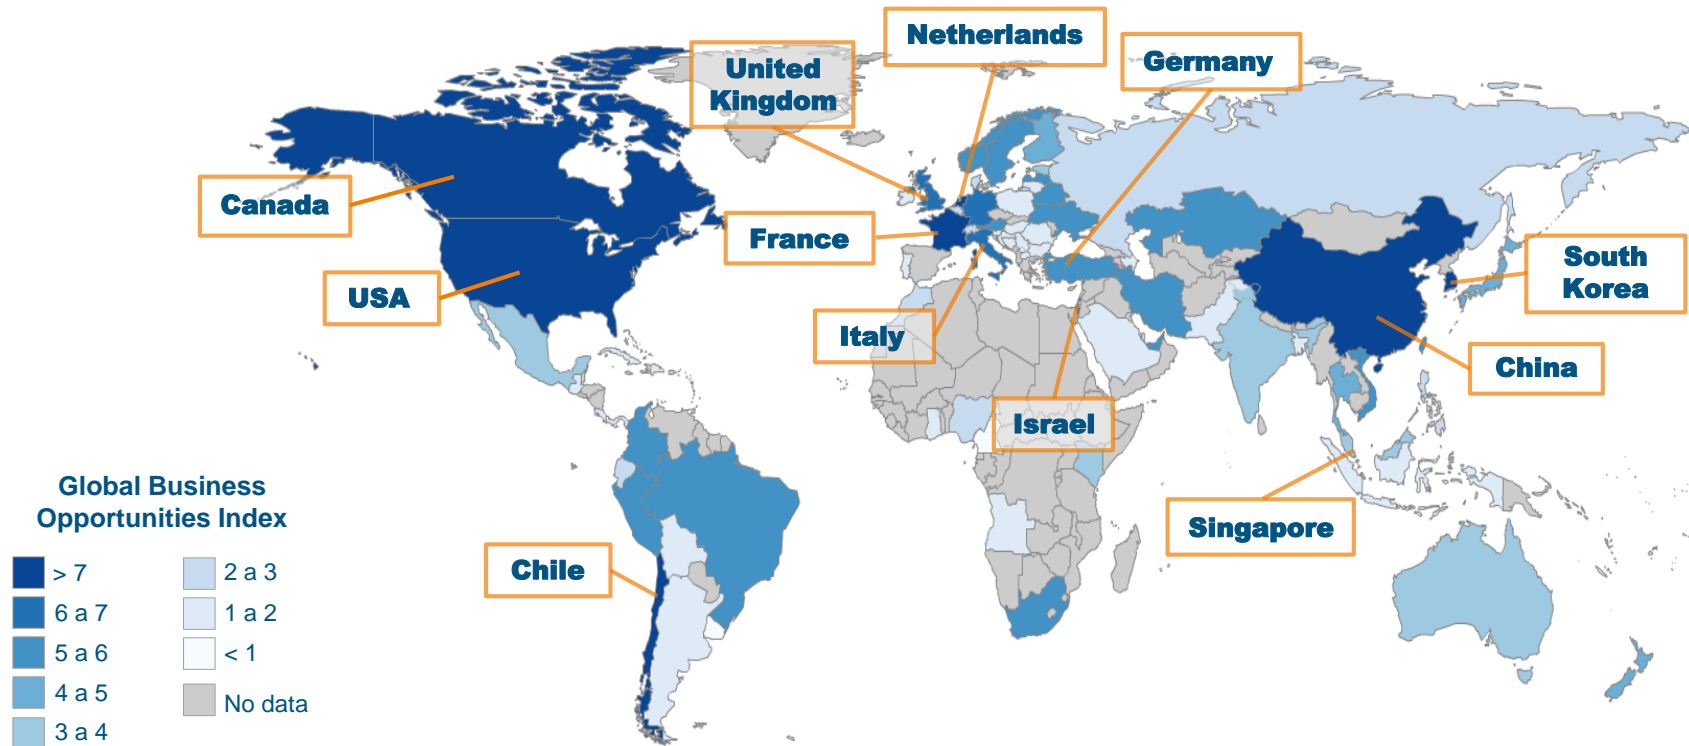 Netherlands
Germany
United
Kingdom
Canada
France
South
Korea
USA
Italy
China
Israel
Global Business
Opportunities Index
Singapore
Chile
> 7
2 a 3
6 a 7
1 a 2
5 a 6
< 1
4 a 5
No data
3 a 4